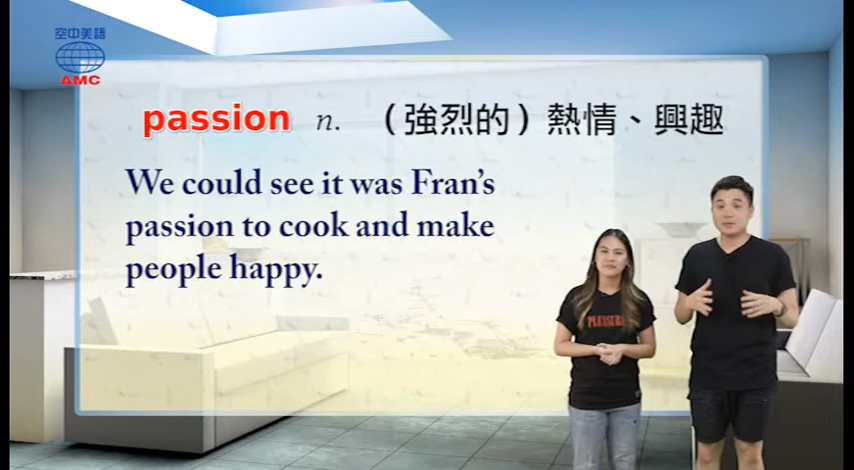 空中美語
AMC
passion n. （強烈的）熱情、興趣
We could see it was Fran's
passion to cook and make
people happy.
PLEASURES